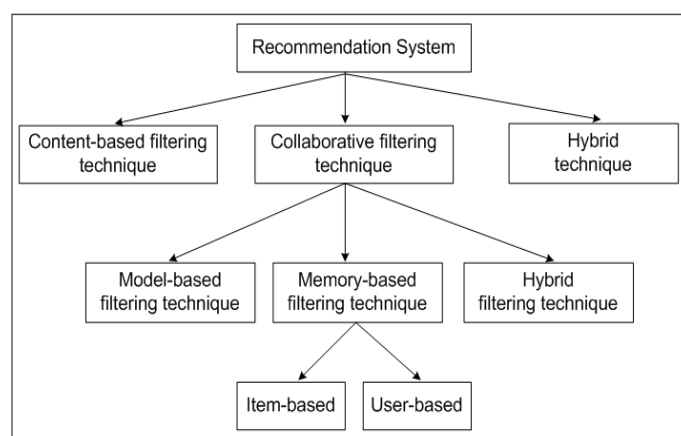 Recommendation System
Content-based filtering
technique
Collaborative filtering
technique
Hybrid
technique
Model-based
filtering technique
Memory-based
filtering technique
Hybrid
filtering technique
Item-based
User-based